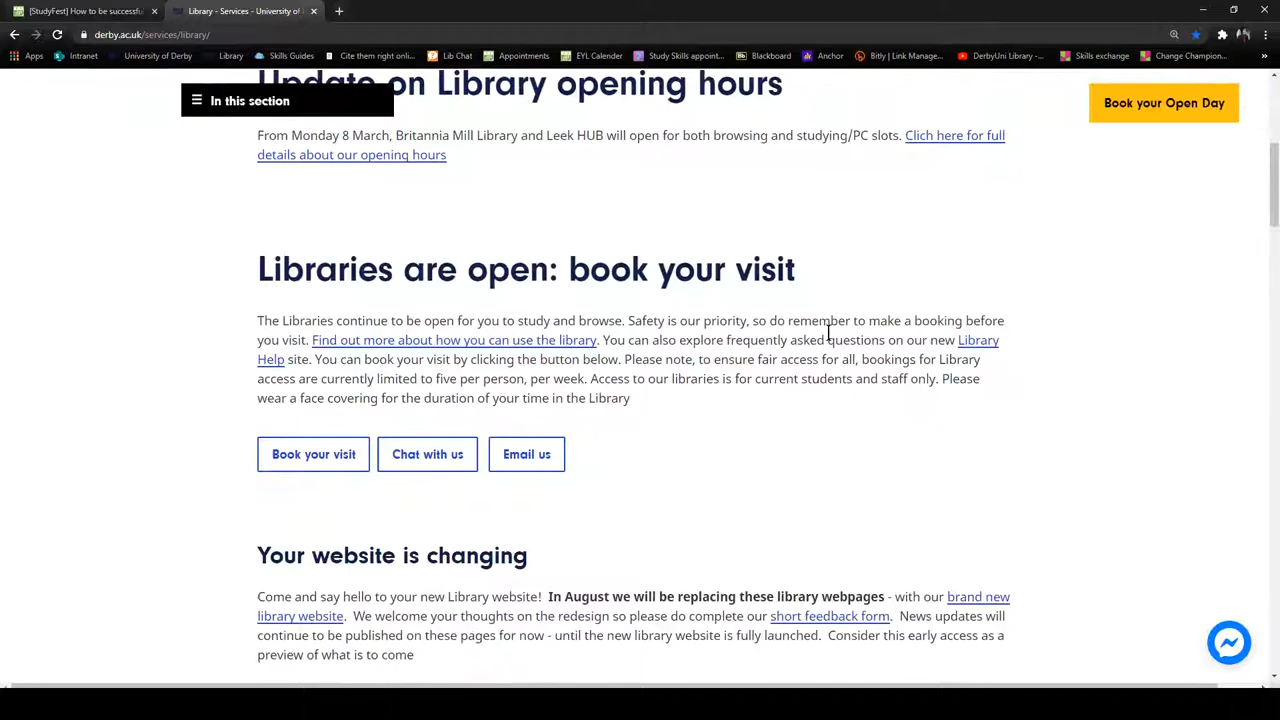 [StudyFest] How to be successfu
Library - Services - University of
derby.ac.uk/services/library/
Apps
Intranet
University of Derby
Library
Skills Guides
Cite them right onlin...
Lib Chat
Appointments
EYL Calender
Study Skills appoint...
Blackboard
Anchor
Bitly | Link Manage...
DerbyUni Library -...
Skills exchange
Change Champion...
Update on Library opening hours
In this section
Book your Open Day
From Monday 8 March, Britannia Mill Library and Leek HUB will open for both browsing and studying/PC slots. Clich here for full
details about our opening hours
Libraries are open: book your visit
The Libraries continue to be open for you to study and browse. Safety is our priority, so do remember to make a booking before
you visit. Find out more about how you can use the library. You can also explore frequently asked questions on our new Library
Help site. You can book your visit by clicking the button below. Please note, to ensure fair access for all, bookings for Library
access are currently limited to five per person, per week. Access to our libraries is for current students and staff only. Please
wear a face covering for the duration of your time in the Library
Book your visit
Chat with us
Email us
Your website is changing
Come and say hello to your new Library website! In August we will be replacing these library webpages - with our brand new
library website. We welcome your thoughts on the redesign so please do complete our short feedback form. News updates will
continue to be published on these pages for now - until the new library website is fully launched. Consider this early access as a
preview of what is to come